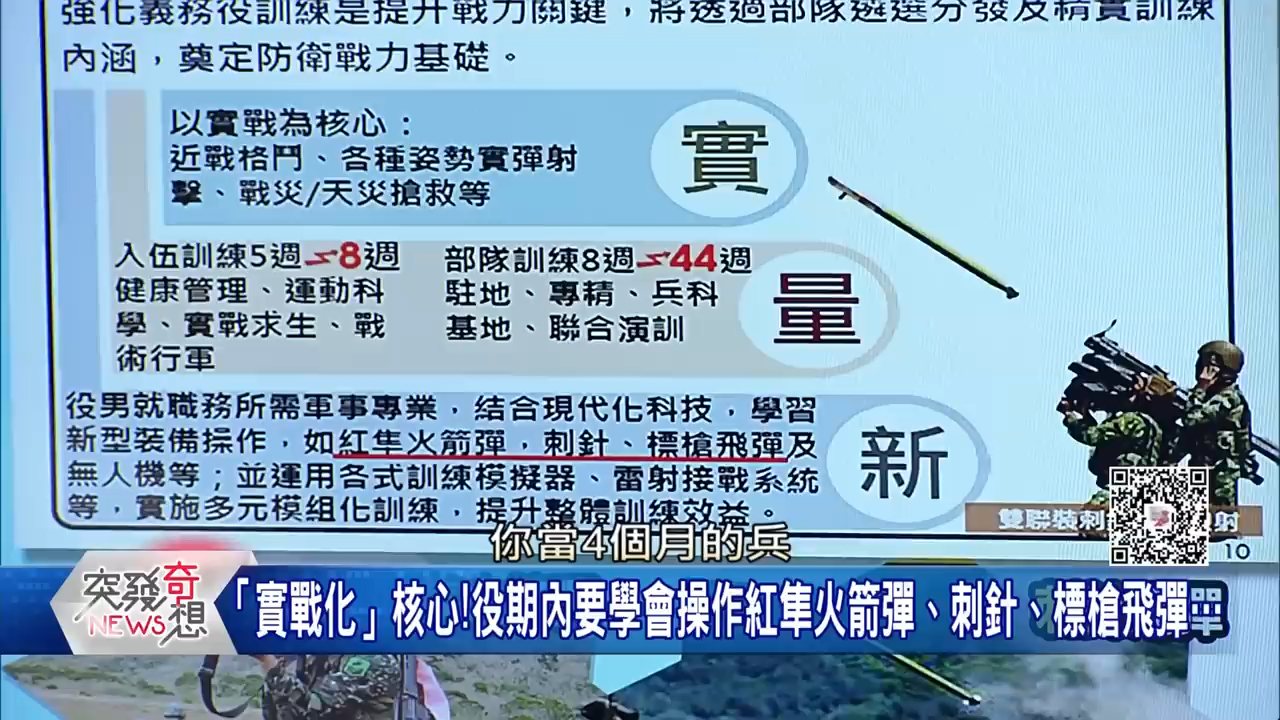 強化義務役訓練是提升戰力關鍵，將透過部隊遴選分發及精實訓練
內涵，奠定防衛戰力基礎。
以實戰為核心：
近戰格鬥、各種姿勢實彈射
擊、戰災/天災搶救等
實
入伍訓練5週 8週
健康管理、運動科
學、實戰求生、戰
術行軍
部隊訓練8週 44週
駐地、專精、兵科
基地、聯合演訓
量
役男就職務所需軍事專業，結合現代化科技，學習
新型裝備操作，如紅隼火箭彈，刺針、標槍飛彈及
無人機等；並運用各式訓練模擬器、雷射接戰系統
等，實施多元模組化訓練，提升整體訓練效益。
新
雙聯裝刺
射
10
你當4個月的兵
突發奇想
NEWS
「實戰化」核心!役期內要學會操作紅隼火箭彈、刺針、標槍飛彈